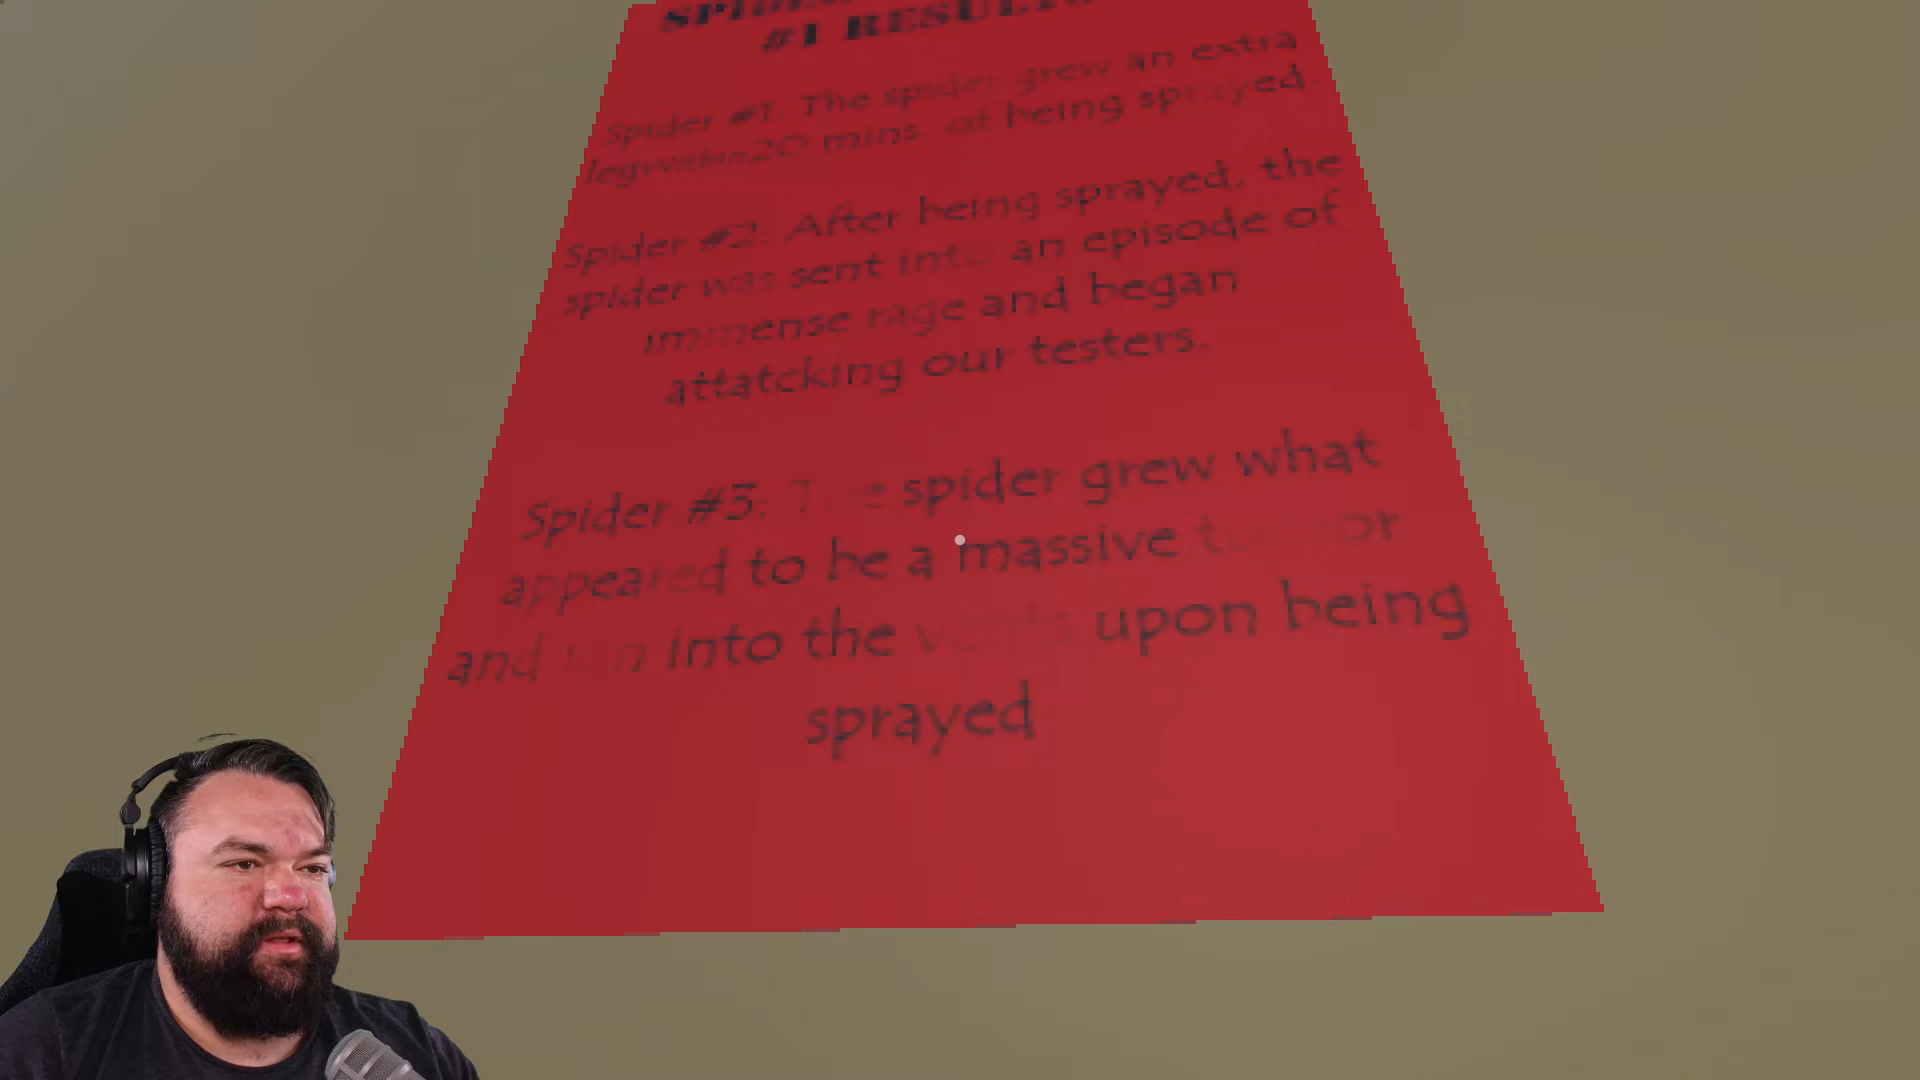 #1 RESULTS
Spider #1: The spider grew an extra
leg within 20 mins. of being sprayed.
Spider #2: After being sprayed, the
spider was sent into an episode of
immense rage and began
attatcking our testers.
Spider #3: The spider grew what
appeared to be a massive tumor
and ran into the vents upon being
sprayed